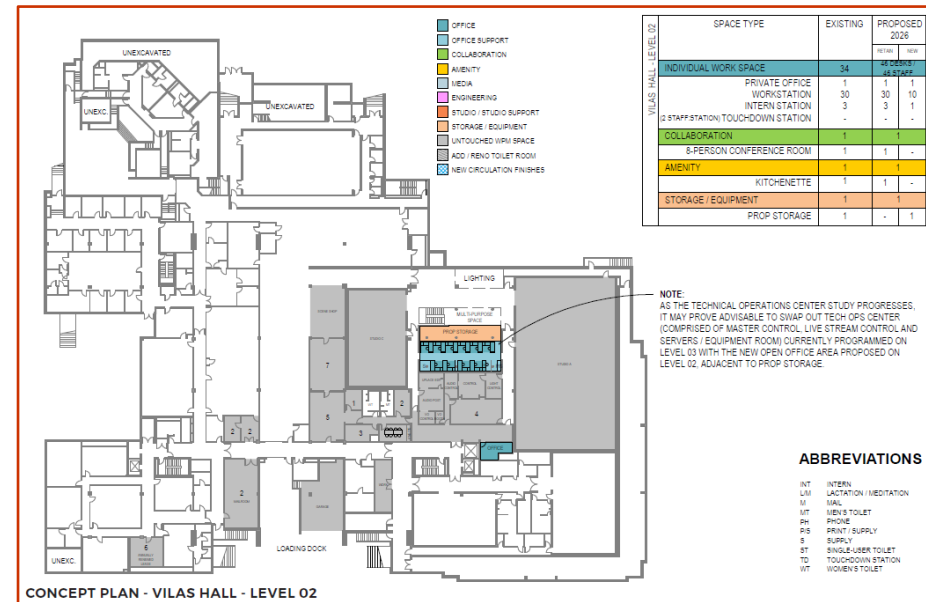 UNEXCAVATED
UNEXC.
UNEXCAVATED
OFFICE
OFFICE SUPPORT
COLLABORATION
AMENITY
MEDIA
ENGINEERING
STUDIO / STUDIO SUPPORT
STORAGE / EQUIPMENT
UNTOUCHED WPM SPACE
ADD / RENO TOILET ROOM
NEW CIRCULATION FINISHES
VILAS HALL - LEVEL 02
SPACE TYPE EXISTING PROPOSED
2026
RETAIN NEW
INDIVIDUAL WORK SPACE 34 46 DESKS /
46 STAFF
PRIVATE OFFICE 1 1 1
WORKSTATION 30 30 10
INTERN STATION 3 3 1
(2 STAFF:STATION) TOUCHDOWN STATION - - -
COLLABORATION 1 1
8-PERSON CONFERENCE ROOM 1 1 -
AMENITY 1 1
KITCHENETTE 1 1 -
STORAGE / EQUIPMENT 1 1
PROP STORAGE 1 - 1
LIGHTING
MULTI-PURPOSE
SPACE
PROP STORAGE
NOTE:
AS THE TECHNICAL OPERATIONS CENTER STUDY PROGRESSES,
IT MAY PROVE ADVISABLE TO SWAP OUT TECH OPS CENTER
(COMPRISED OF MASTER CONTROL, LIVE STREAM CONTROL AND
SERVERS / EQUIPMENT ROOM) CURRENTLY PROGRAMMED ON
LEVEL 03 WITH THE NEW OPEN OFFICE AREA PROPOSED ON
LEVEL 02, ADJACENT TO PROP STORAGE.
7
5
1
2
3
4
2
2
OFFICE
2
6
UNEXC.
LOADING DOCK
ABBREVIATIONS
INT INTERN
L/M LACTATION / MEDITATION
M MAIL
MT MEN'S TOILET
PH PHONE
P/S PRINT / SUPPLY
S SUPPLY
ST SINGLE-USER TOILET
TD TOUCHDOWN STATION
WT WOMEN'S TOILET
CONCEPT PLAN - VILAS HALL - LEVEL 02